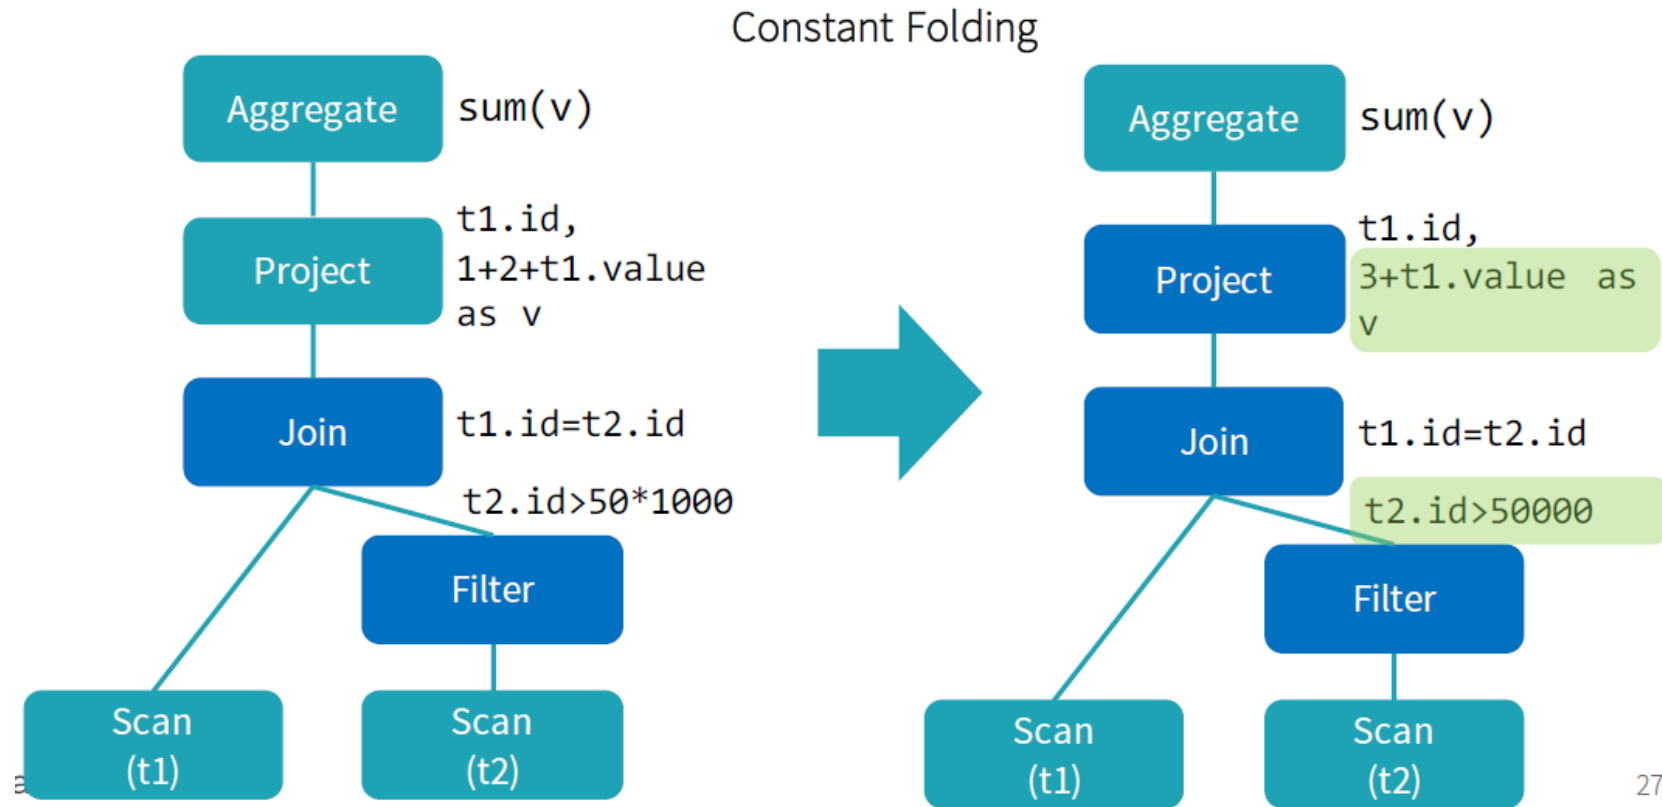 Constant Folding
Aggregate
sum(v)
Project
t1.id,
1+2+t1.value
as v
Join
t1.id=t2.id
t2.id>50*1000
Filter
Scan
(t1)
Scan
(t2)
Aggregate
sum(v)
Project
t1.id,
3+t1.value as
v
Join
t1.id=t2.id
t2.id>50000
Filter
Scan
(t1)
Scan
(t2)
27